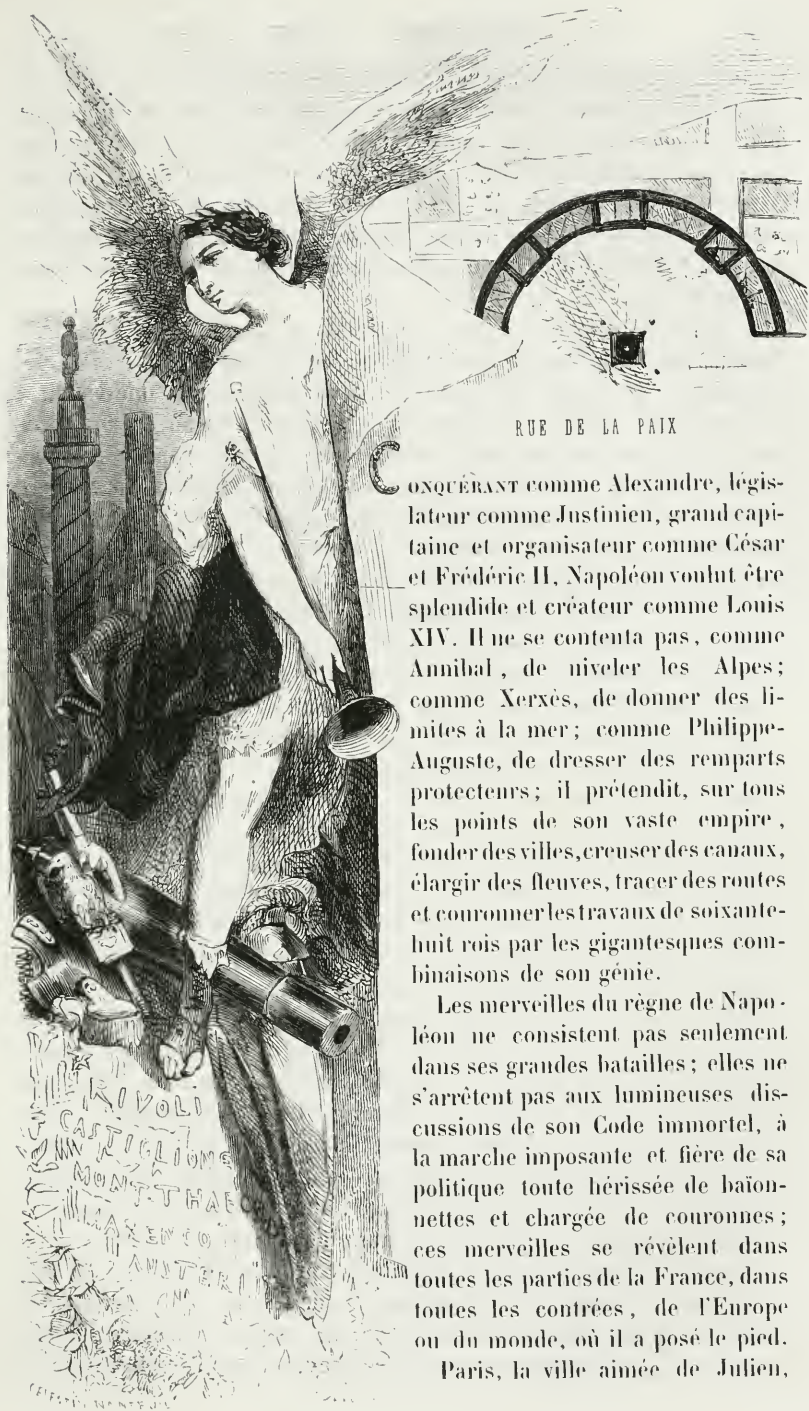 RUE DE LA PAIX
CONQUÉRANT comme Alexandre, légis-
lateur comme Justinien, grand capi-
taine et organisateur comme César
et Frédéric II, Napoléon voulut être
splendide et créateur comme Louis
XIV. Il ne se contenta pas, comme
Annibal, de niveler les Alpes;
comme Xerxès, de donner des li-
mites à la mer; comme Philippe-
Auguste, de dresser des remparts
protecteurs; il prétendit, sur tous
les points de son vaste empire,
fonder des villes, creuser des canaux,
élargir des fleuves, tracer des routes
et couronner les travaux de soixante-
huit rois par les gigantesques com-
binaisons de son génie.
Les merveilles du règne de Napo-
léon ne consistent pas seulement
dans ses grandes batailles; elles ne
s'arrêtent pas aux lumineuses dis-
cussions de son Code immortel, à
la marche imposante et fière de sa
politique toute hérissée de baïon-
nettes et chargée de couronnes;
ces merveilles se révèlent dans
toutes les parties de la France, dans
toutes les contrées, de l'Europe
ou du monde, où il a posé le pied.
Paris, la ville aimée de Julien,
RIVOLI
CASTIGLIONE
MONT-THABOR
MARENGO
AUSTERLI